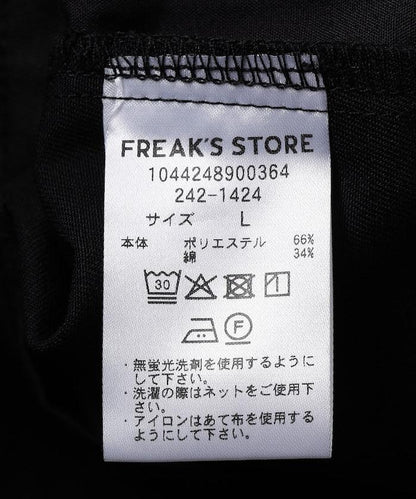 FREAK'S STORE
1044248900364
242-1424
サイズ L
本体 ポリエステル 66%
綿 34%
30
F
・無蛍光洗剤を使用するように
して下さい。
・洗濯の際はネットをご使用下
さい。
・アイロンはあて布を使用する
ようにして下さい。